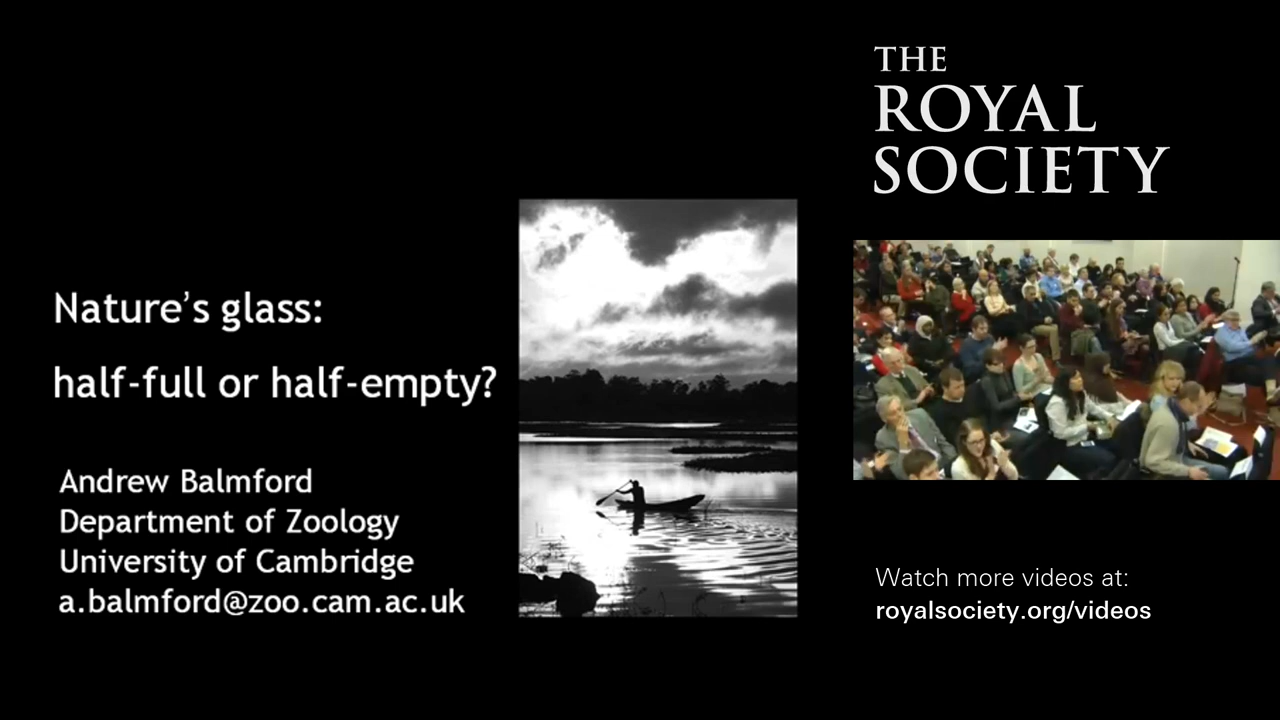 Nature’s glass:
half-full or half-empty?
Andrew Balmford
Department of Zoology
University of Cambridge
a.balmford@zoo.cam.ac.uk
THE
ROYAL
SOCIETY
Watch more videos at:
royalsociety.org/videos